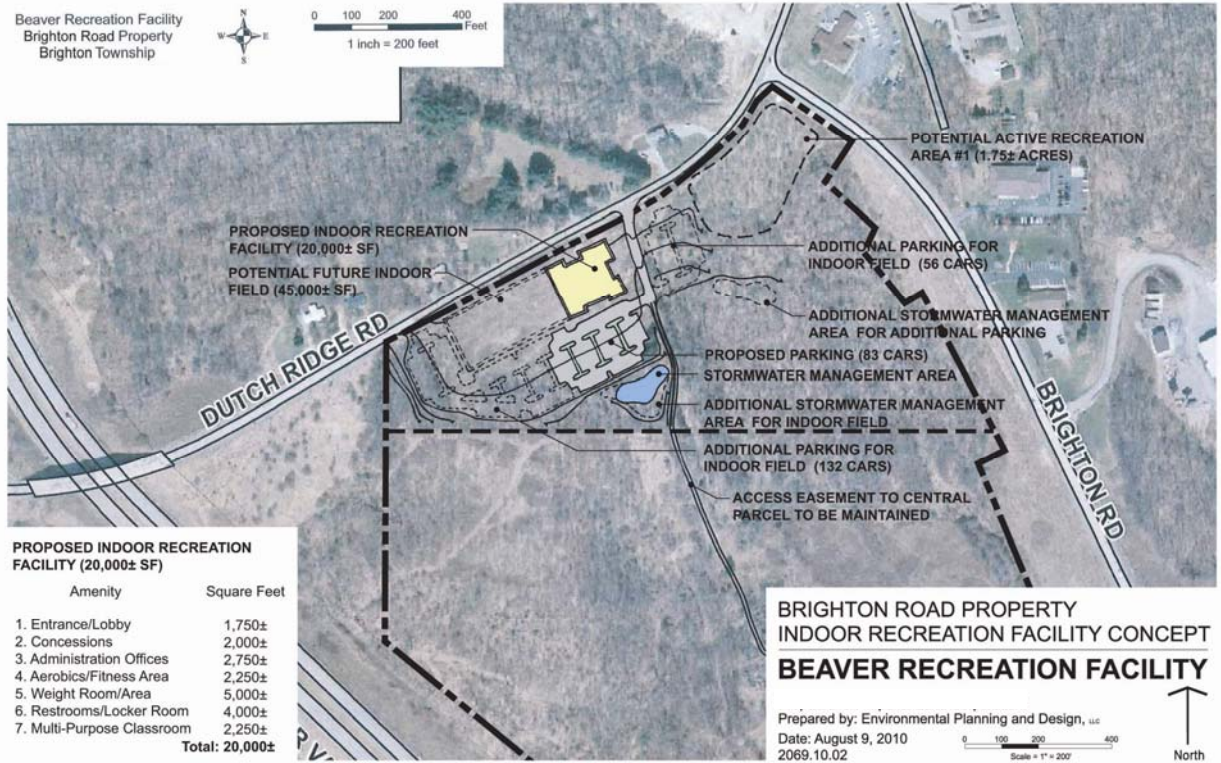 Beaver Recreation Facility
Brighton Road Property
Brighton Township
N
W E
S
0 100 200 400
Feet
1 inch = 200 feet
POTENTIAL ACTIVE RECREATION
AREA #1 (1.75± ACRES)
PROPOSED INDOOR RECREATION
FACILITY (20,000± SF)
POTENTIAL FUTURE INDOOR
FIELD (45,000± SF)
ADDITIONAL PARKING FOR
INDOOR FIELD (56 CARS)
ADDITIONAL STORMWATER MANAGEMENT
AREA FOR ADDITIONAL PARKING
DUTCH RIDGE RD
PROPOSED PARKING (83 CARS)
STORMWATER MANAGEMENT AREA
ADDITIONAL STORMWATER MANAGEMENT
AREA FOR INDOOR FIELD
BRIGHTON RD
ADDITIONAL PARKING FOR
INDOOR FIELD (132 CARS)
ACCESS EASEMENT TO CENTRAL
PARCEL TO BE MAINTAINED
PROPOSED INDOOR RECREATION
FACILITY (20,000± SF)
Amenity Square Feet
1. Entrance/Lobby 1,750±
2. Concessions 2,000±
3. Administration Offices 2,750±
4. Aerobics/Fitness Area 2,250±
5. Weight Room/Area 5,000±
6. Restrooms/Locker Room 4,000±
7. Multi-Purpose Classroom 2,250±
Total: 20,000±
BRIGHTON ROAD PROPERTY
INDOOR RECREATION FACILITY CONCEPT
BEAVER RECREATION FACILITY
Prepared by: Environmental Planning and Design, LLC
Date: August 9, 2010
2069.10.02
0 100 200 400
Scale = 1" = 200'
North